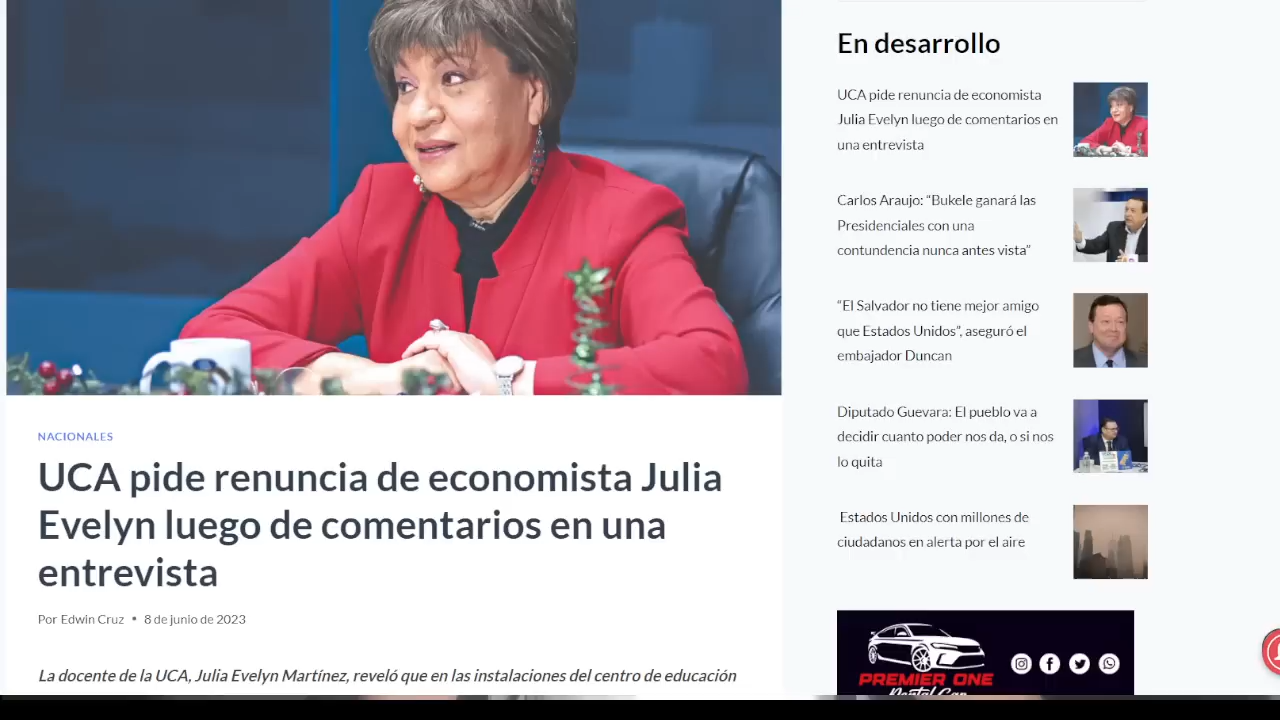 NACIONALES
UCA pide renuncia de economista Julia
Evelyn luego de comentarios en una
entrevista
Por Edwin Cruz • 8 de junio de 2023
La docente de la UCA, Julia Evelyn Martínez, reveló que en las instalaciones del centro de educación
En desarrollo
UCA pide renuncia de economista
Julia Evelyn luego de comentarios en
una entrevista
Carlos Araujo: “Bukele ganará las
Presidenciales con una
contundencia nunca antes vista”
“El Salvador no tiene mejor amigo
que Estados Unidos”, aseguró el
embajador Duncan
Diputado Guevara: El pueblo va a
decidir cuanto poder nos da, o si nos
lo quita
Estados Unidos con millones de
ciudadanos en alerta por el aire
PREMIER ONE
Rental Car